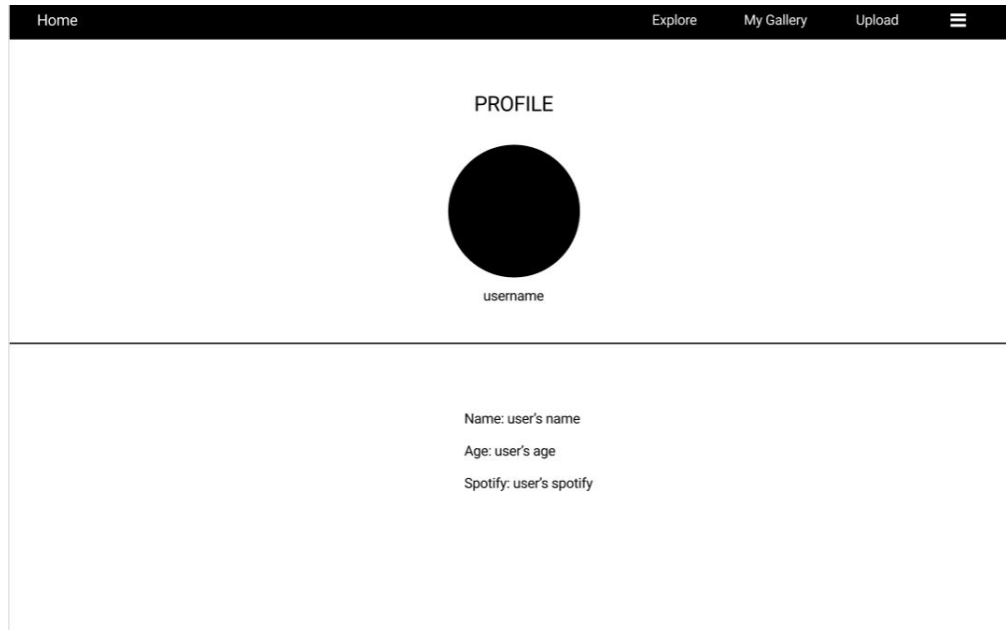 Home Explore My Gallery Upload
PROFILE
username
Name: user's name
Age: user's age
Spotify: user's spotify